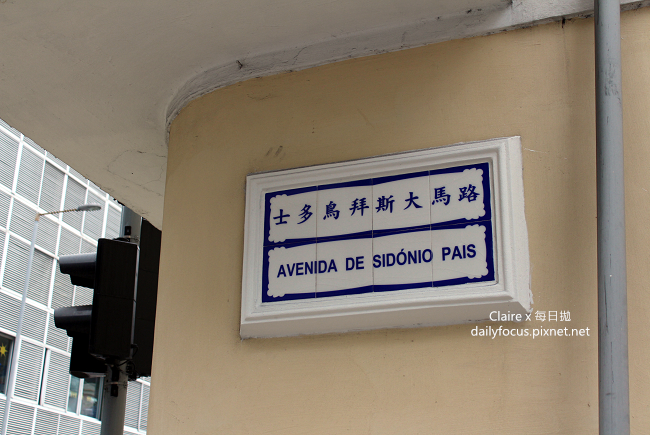 士多鳥拜斯大馬路
AVENIDA DE SIDÓNIO PAIS
Claire x 每日拋
dailyfocus.pixnet.net